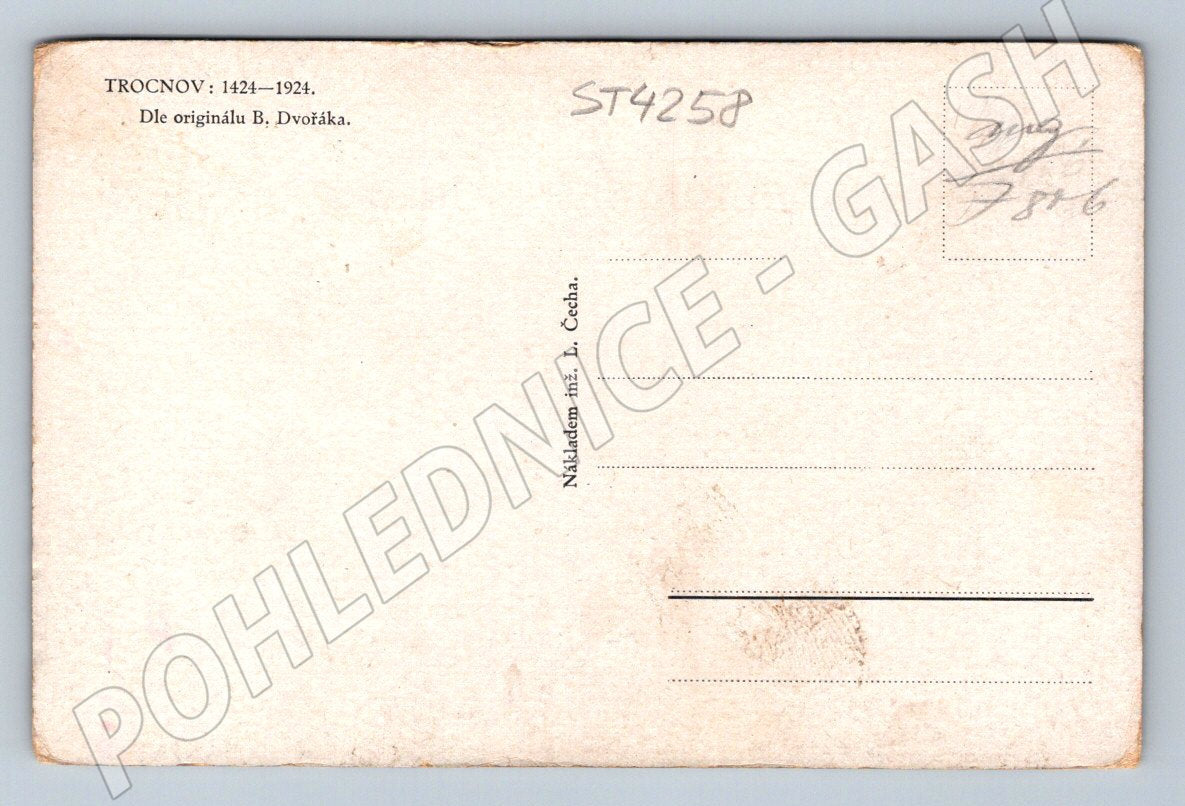 TROCNOV: 1424—1924.
Dle originálu B. Dvořáka.
ST4258
Nákladem inž. L. Čecha.
POHLEDNICE - GASH